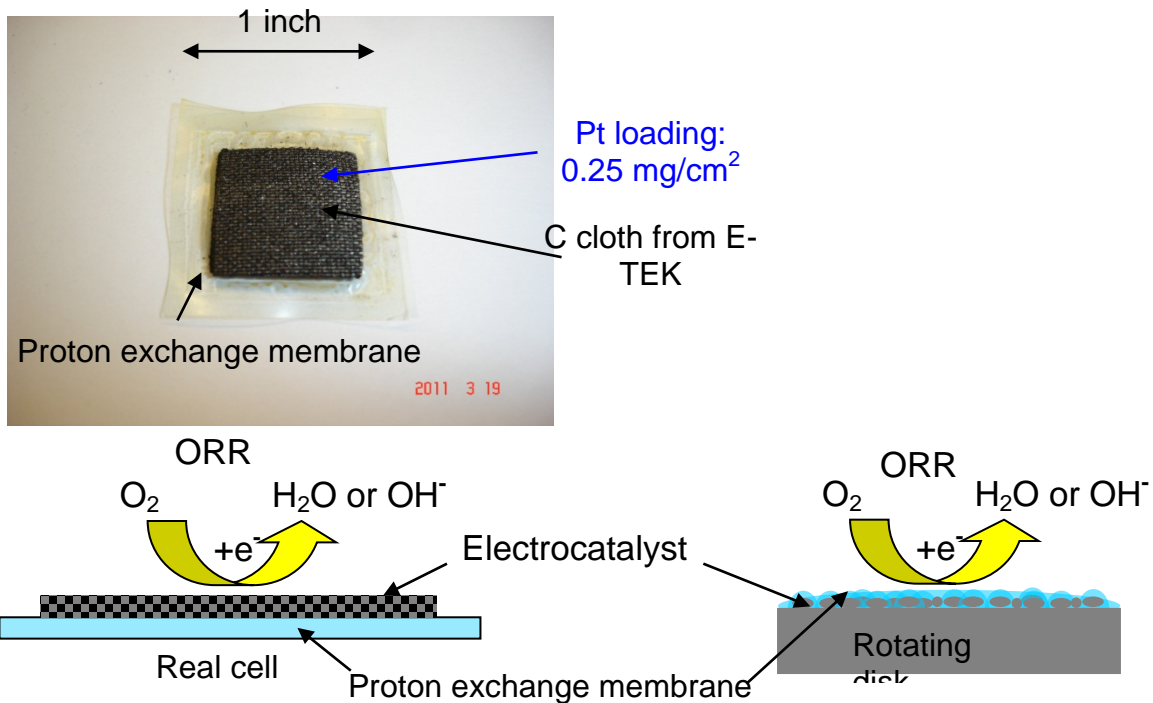 1 inch
Pt loading:
0.25 mg/cm²
C cloth from E-
TEK
Proton exchange membrane
2011 3 19
ORR
O₂
H₂O or OH⁻
+e⁻
Electrocatalyst
ORR
O₂
H₂O or OH⁻
+e⁻
Real cell
Proton exchange membrane
Rotating
disk